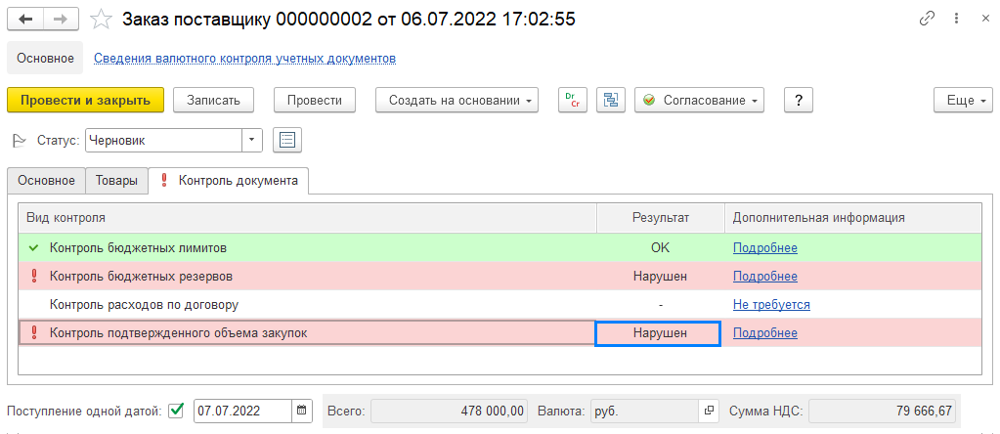 Заказ поставщику 000000002 от 06.07.2022 17:02:55
Основное Сведения валютного контроля учетных документов
Провести и закрыть Записать Провести Создать на основании Dr Cr Согласование ? Еще
Статус: Черновик
Основное Товары Контроль документа
Вид контроля Результат Дополнительная информация
Контроль бюджетных лимитов ОК Подробнее
Контроль бюджетных резервов Нарушен Подробнее
Контроль расходов по договору - Не требуется
Контроль подтвержденного объема закупок Нарушен Подробнее
Поступление одной датой: 07.07.2022 Всего: 478 000,00 Валюта: руб. Сумма НДС: 79 666,67